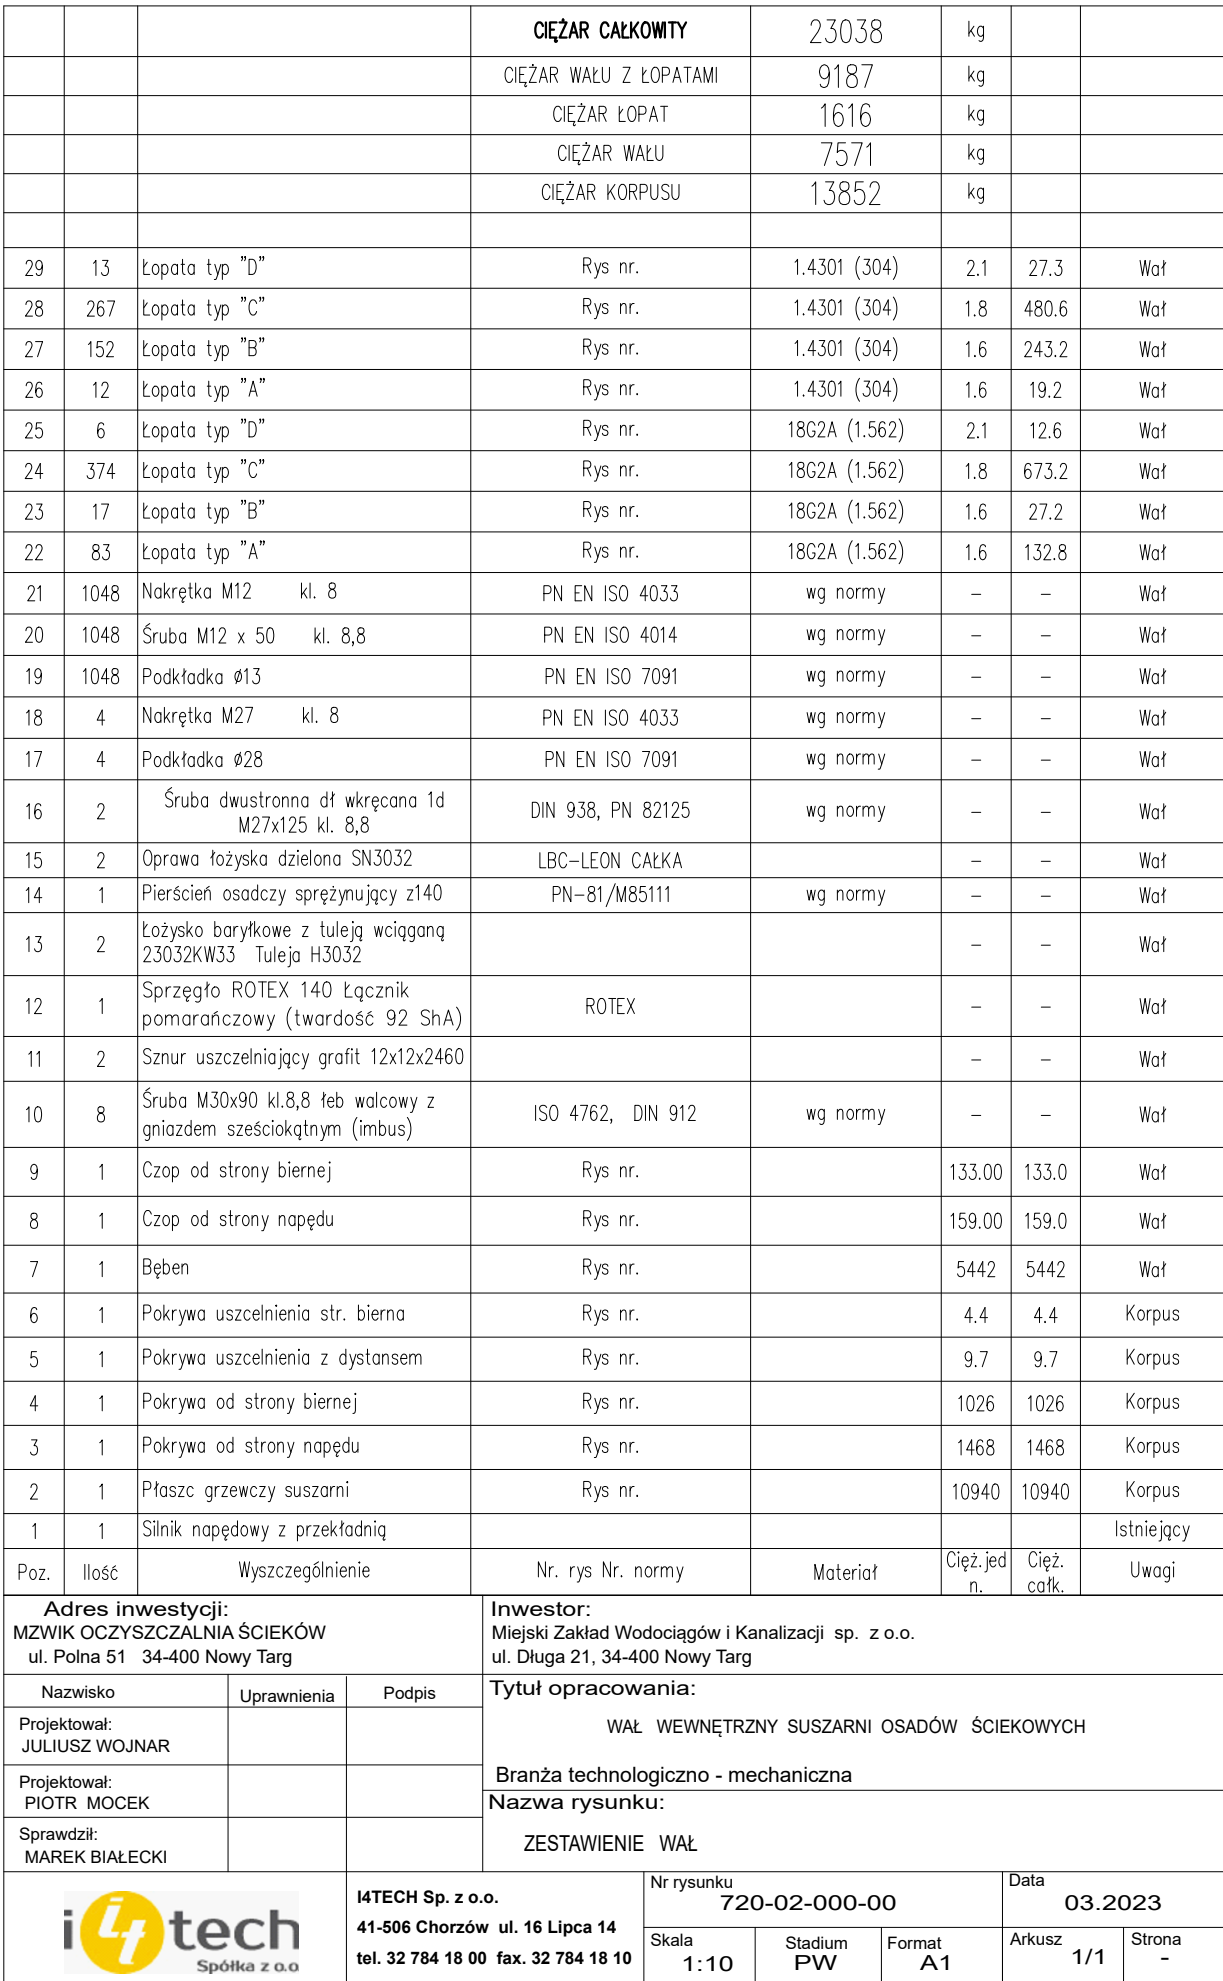 CIĘŻAR CAŁKOWITY 23038 kg
CIĘŻAR WAŁU Z ŁOPATAMI 9187 kg
CIĘŻAR ŁOPAT 1616 kg
CIĘŻAR WAŁU 7571 kg
CIĘŻAR KORPUSU 13852 kg
29 13 Łopata typ "D" Rys nr. 1.4301 (304) 2.1 27.3 Wał
28 267 Łopata typ "C" Rys nr. 1.4301 (304) 1.8 480.6 Wał
27 152 Łopata typ "B" Rys nr. 1.4301 (304) 1.6 243.2 Wał
26 12 Łopata typ "A" Rys nr. 1.4301 (304) 1.6 19.2 Wał
25 6 Łopata typ "D" Rys nr. 18G2A (1.562) 2.1 12.6 Wał
24 374 Łopata typ "C" Rys nr. 18G2A (1.562) 1.8 673.2 Wał
23 17 Łopata typ "B" Rys nr. 18G2A (1.562) 1.6 27.2 Wał
22 83 Łopata typ "A" Rys nr. 18G2A (1.562) 1.6 132.8 Wał
21 1048 Nakrętka M12 kl. 8 PN EN ISO 4033 wg normy – – Wał
20 1048 Śruba M12 x 50 kl. 8,8 PN EN ISO 4014 wg normy – – Wał
19 1048 Podkładka ø13 PN EN ISO 7091 wg normy – – Wał
18 4 Nakrętka M27 kl. 8 PN EN ISO 4033 wg normy – – Wał
17 4 Podkładka ø28 PN EN ISO 7091 wg normy – – Wał
16 2 Śruba dwustronna dł wkręcana 1d
M27x125 kl. 8,8 DIN 938, PN 82125 wg normy – – Wał
15 2 Oprawa łożyska dzielona SN3032 LBC–LEON CAŁKA – – Wał
14 1 Pierścień osadczy sprężynujący z140 PN–81/M85111 wg normy – – Wał
13 2 Łożysko baryłkowe z tuleją wciąganą
23032KW33 Tuleja H3032 – – Wał
12 1 Sprzęgło ROTEX 140 Łącznik
pomarańczowy (twardość 92 ShA) ROTEX – – Wał
11 2 Sznur uszczelniający grafit 12x12x2460 – – Wał
10 8 Śruba M30x90 kl.8,8 łeb walcowy z
gniazdem sześciokątnym (imbus) ISO 4762, DIN 912 wg normy – – Wał
9 1 Czop od strony biernej Rys nr. 133.00 133.0 Wał
8 1 Czop od strony napędu Rys nr. 159.00 159.0 Wał
7 1 Bęben Rys nr. 5442 5442 Wał
6 1 Pokrywa uszcelnienia str. bierna Rys nr. 4.4 4.4 Korpus
5 1 Pokrywa uszcelnienia z dystansem Rys nr. 9.7 9.7 Korpus
4 1 Pokrywa od strony biernej Rys nr. 1026 1026 Korpus
3 1 Pokrywa od strony napędu Rys nr. 1468 1468 Korpus
2 1 Płaszc grzewczy suszarni Rys nr. 10940 10940 Korpus
1 1 Silnik napędowy z przekładnią Istniejący
Poz. Ilość Wyszczególnienie Nr. rys Nr. normy Materiał Cięż.jed Cięż. Uwagi
n. całk.
Adres inwestycji: Inwestor:
MZWIK OCZYSZCZALNIA ŚCIEKÓW Miejski Zakład Wodociągów i Kanalizacji sp. z o.o.
ul. Polna 51 34-400 Nowy Targ ul. Długa 21, 34-400 Nowy Targ
Nazwisko Uprawnienia Podpis Tytuł opracowania:
Projektował:
JULIUSZ WOJNAR
WAŁ WEWNĘTRZNY SUSZARNI OSADÓW ŚCIEKOWYCH
Projektował:
PIOTR MOCEK
Branża technologiczno - mechaniczna
Nazwa rysunku:
Sprawdził:
MAREK BIAŁECKI
ZESTAWIENIE WAŁ
i4tech
Spółka z o.o
I4TECH Sp. z o.o.
41-506 Chorzów ul. 16 Lipca 14
tel. 32 784 18 00 fax. 32 784 18 10
Nr rysunku
720-02-000-00
Data
03.2023
Skala
1:10
Stadium
PW
Format
A1
Arkusz
1/1
Strona
-